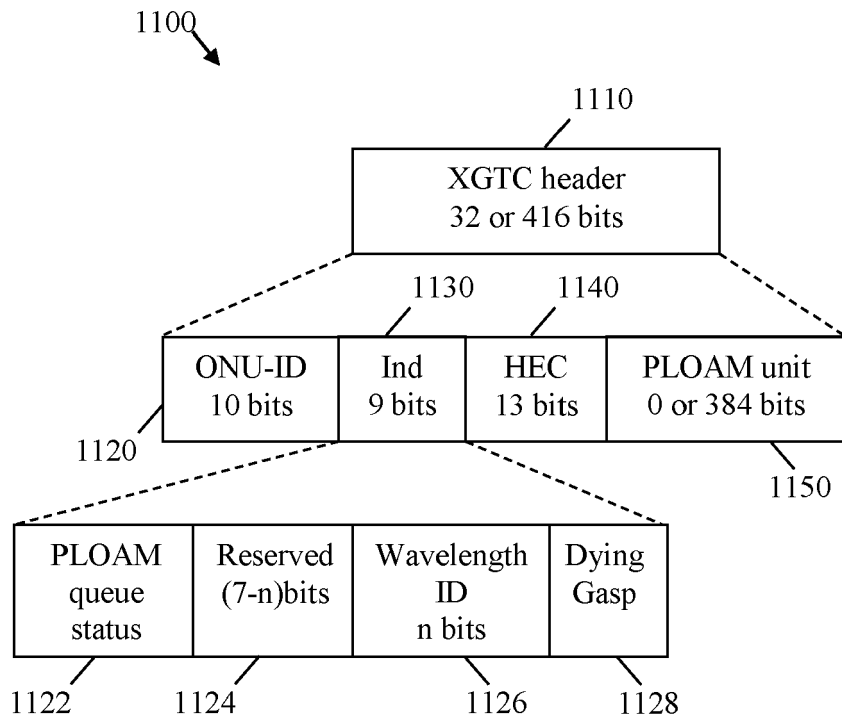 1100
1110
XGTC header
32 or 416 bits
1130
1140
ONU-ID
10 bits
Ind
9 bits
HEC
13 bits
PLOAM unit
0 or 384 bits
1120
1150
PLOAM
queue
status
Reserved
(7-n)bits
Wavelength
ID
n bits
Dying
Gasp
1122
1124
1126
1128